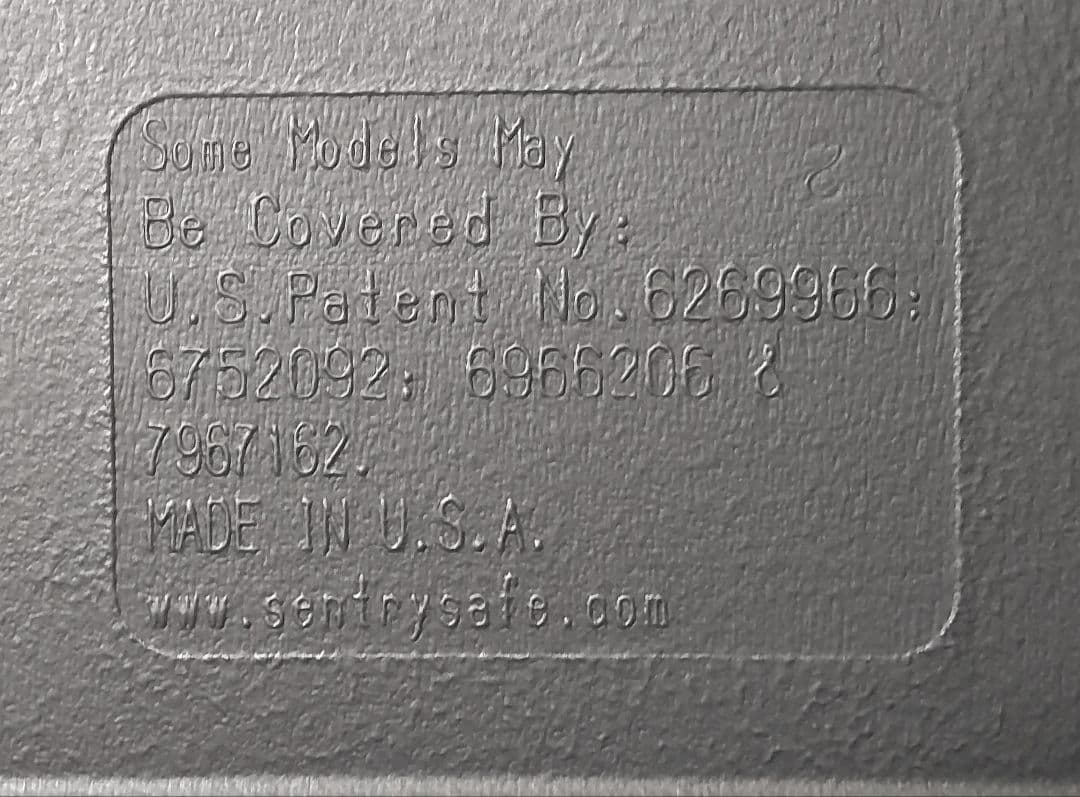 Some Models May
Be Covered By:
U.S.Patent No.6269966;
6752092; 6966206 &
7967162.
MADE IN U.S.A.
www.sentrysafe.com